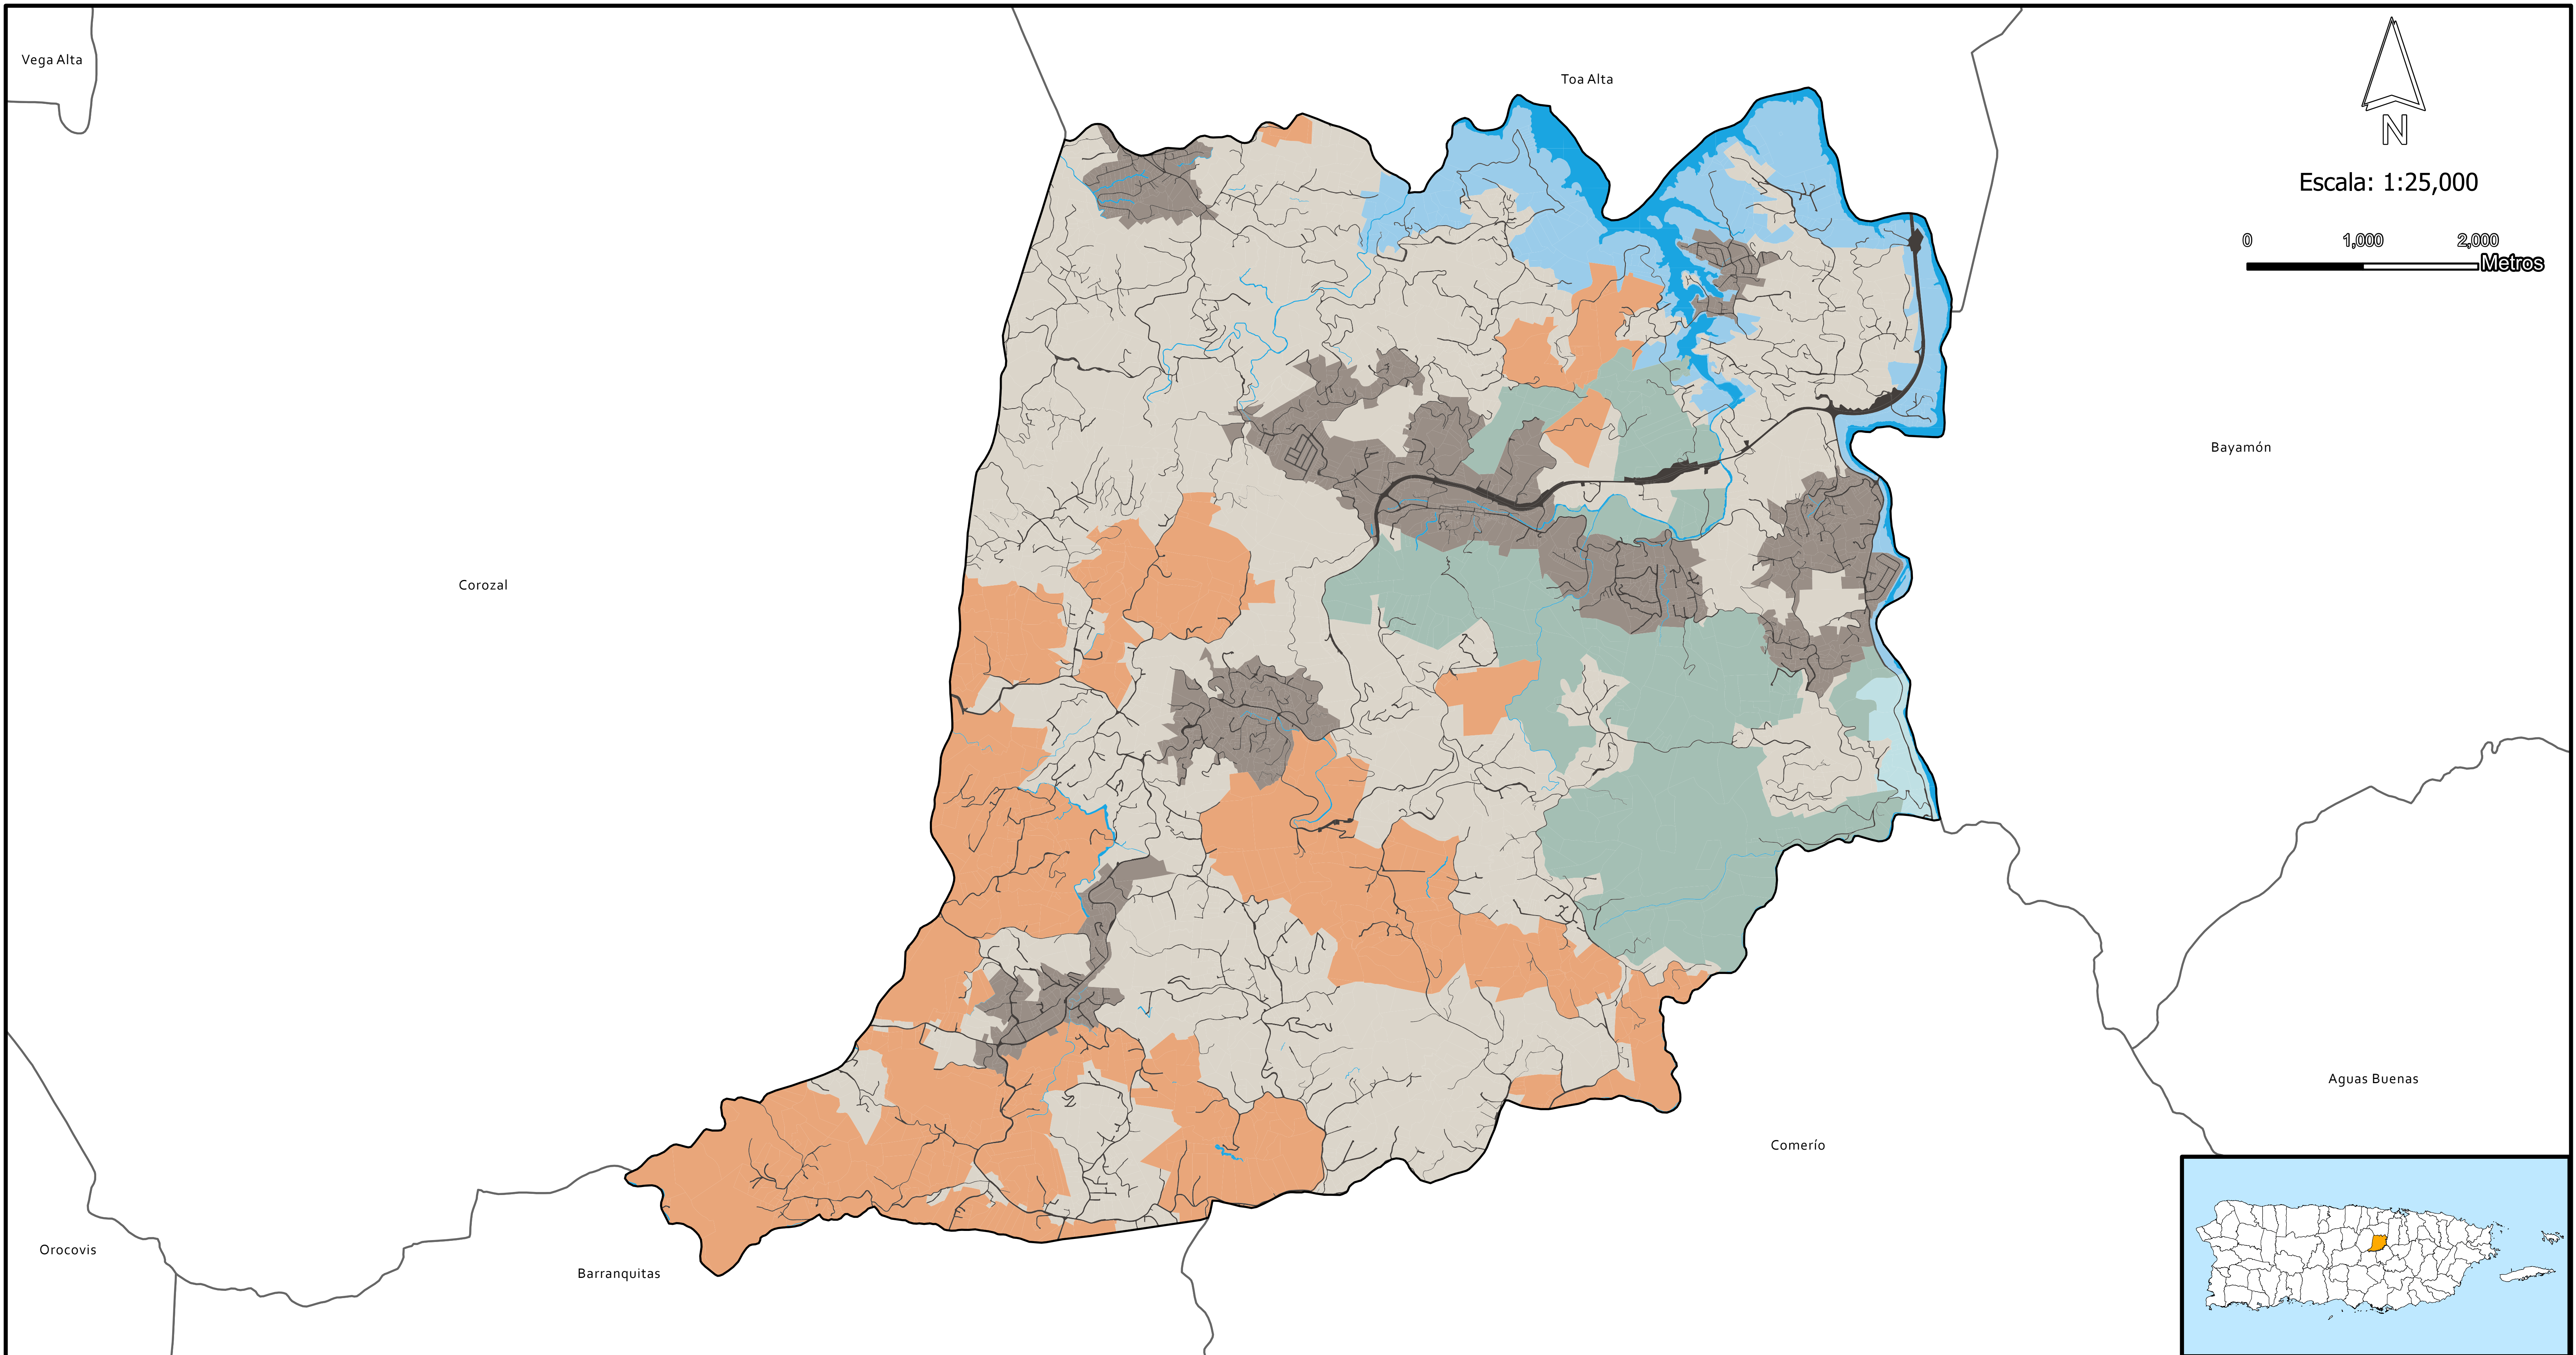 Vega Alta
Toa Alta
N
Escala: 1:25,000
0 1,000 2,000
Metros
Bayamón
Corozal
Aguas Buenas
Comerío
Orocovis
Barranquitas